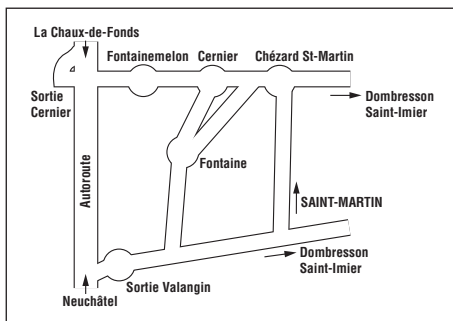 La Chaux-de-Fonds
Fontainemelon
Cernier
Chézard St-Martin
Sortie
Cernier
Dombresson
Saint-Imier
Autoroute
Fontaine
SAINT-MARTIN
Dombresson
Saint-Imier
Sortie Valangin
Neuchâtel